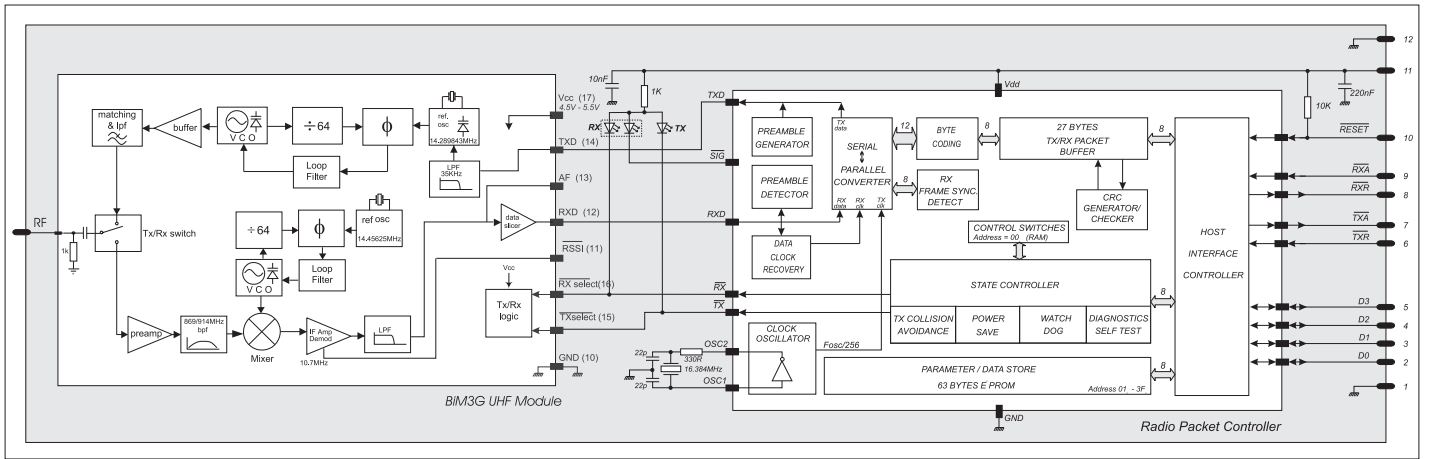 RF
1k
Tx/Rx switch
matching
& lpf
buffer
V C O
÷ 64
ϕ
ref,
osc
14.289843MHz
Loop
Filter
LPF
35KHz
÷ 64
ϕ
ref osc
14.45625MHz
V C O
Loop
Filter
preamp
869/914MHz
bpf
Mixer
IF Amp
Demod
10.7MHz
LPF
data
slicer
Vcc
Tx/Rx
logic
Vcc (17)
4.5V - 5.5V
TXD (14)
AF (13)
RXD (12)
RSSI (11)
RX select(16)
TXselect (15)
GND (10)
BiM3G UHF Module
10nF
1K
RX
TX
TXD
SIG
RXD
RX
TX
OSC2
OSC1
22p
22p
330R
16.384MHz
Vdd
PREAMBLE
GENERATOR
PREAMBLE
DETECTOR
DATA
CLOCK
RECOVERY
TX
data
SERIAL
PARALLEL
CONVERTER
RX
data
RX
clk
TX
clk
12
BYTE
CODING
8
27 BYTES
TX/RX PACKET
BUFFER
8
8
RX
FRAME SYNC.
DETECT
CRC
GENERATOR/
CHECKER
CONTROL SWITCHES
Address = 00 (RAM)
STATE CONTROLLER
8
TX COLLISION
AVOIDANCE
POWER
SAVE
WATCH
DOG
DIAGNOSTICS
SELF TEST
CLOCK
OSCILLATOR
Fosc/256
PARAMETER / DATA STORE
63 BYTES E PROM
Address 01 - 3F
8
HOST
INTERFACE
CONTROLLER
GND
Radio Packet Controller
10K
220nF
12
11
RESET
10
RXA
9
RXR
8
TXA
7
TXR
6
D3
5
D2
4
D1
3
D0
2
1